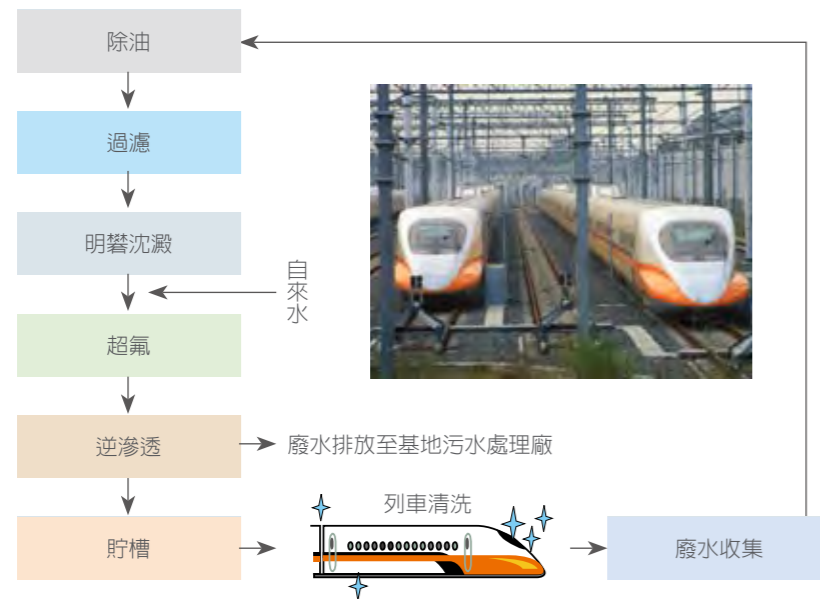 除油
過濾
明礬沈澱
自來水
超氟
逆滲透
廢水排放至基地污水處理廠
列車清洗
貯槽
廢水收集